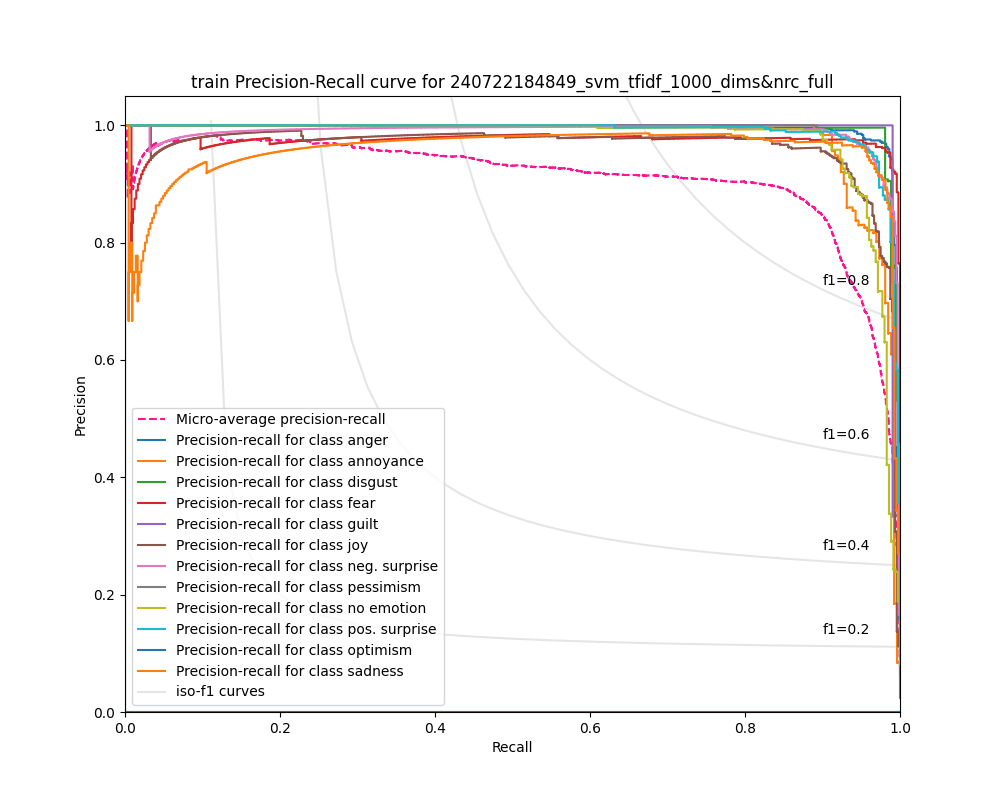 train Precision-Recall curve for 240722184849_svm_tfidf_1000_dims&nrc_full
Precision
1.0
0.8
0.6
0.4
0.2
0.0
f1=0.8
f1=0.6
f1=0.4
f1=0.2
Micro-average precision-recall
Precision-recall for class anger
Precision-recall for class annoyance
Precision-recall for class disgust
Precision-recall for class fear
Precision-recall for class guilt
Precision-recall for class joy
Precision-recall for class neg. surprise
Precision-recall for class pessimism
Precision-recall for class no emotion
Precision-recall for class pos. surprise
Precision-recall for class optimism
Precision-recall for class sadness
iso-f1 curves
0.0 0.2 0.4 0.6 0.8 1.0
Recall